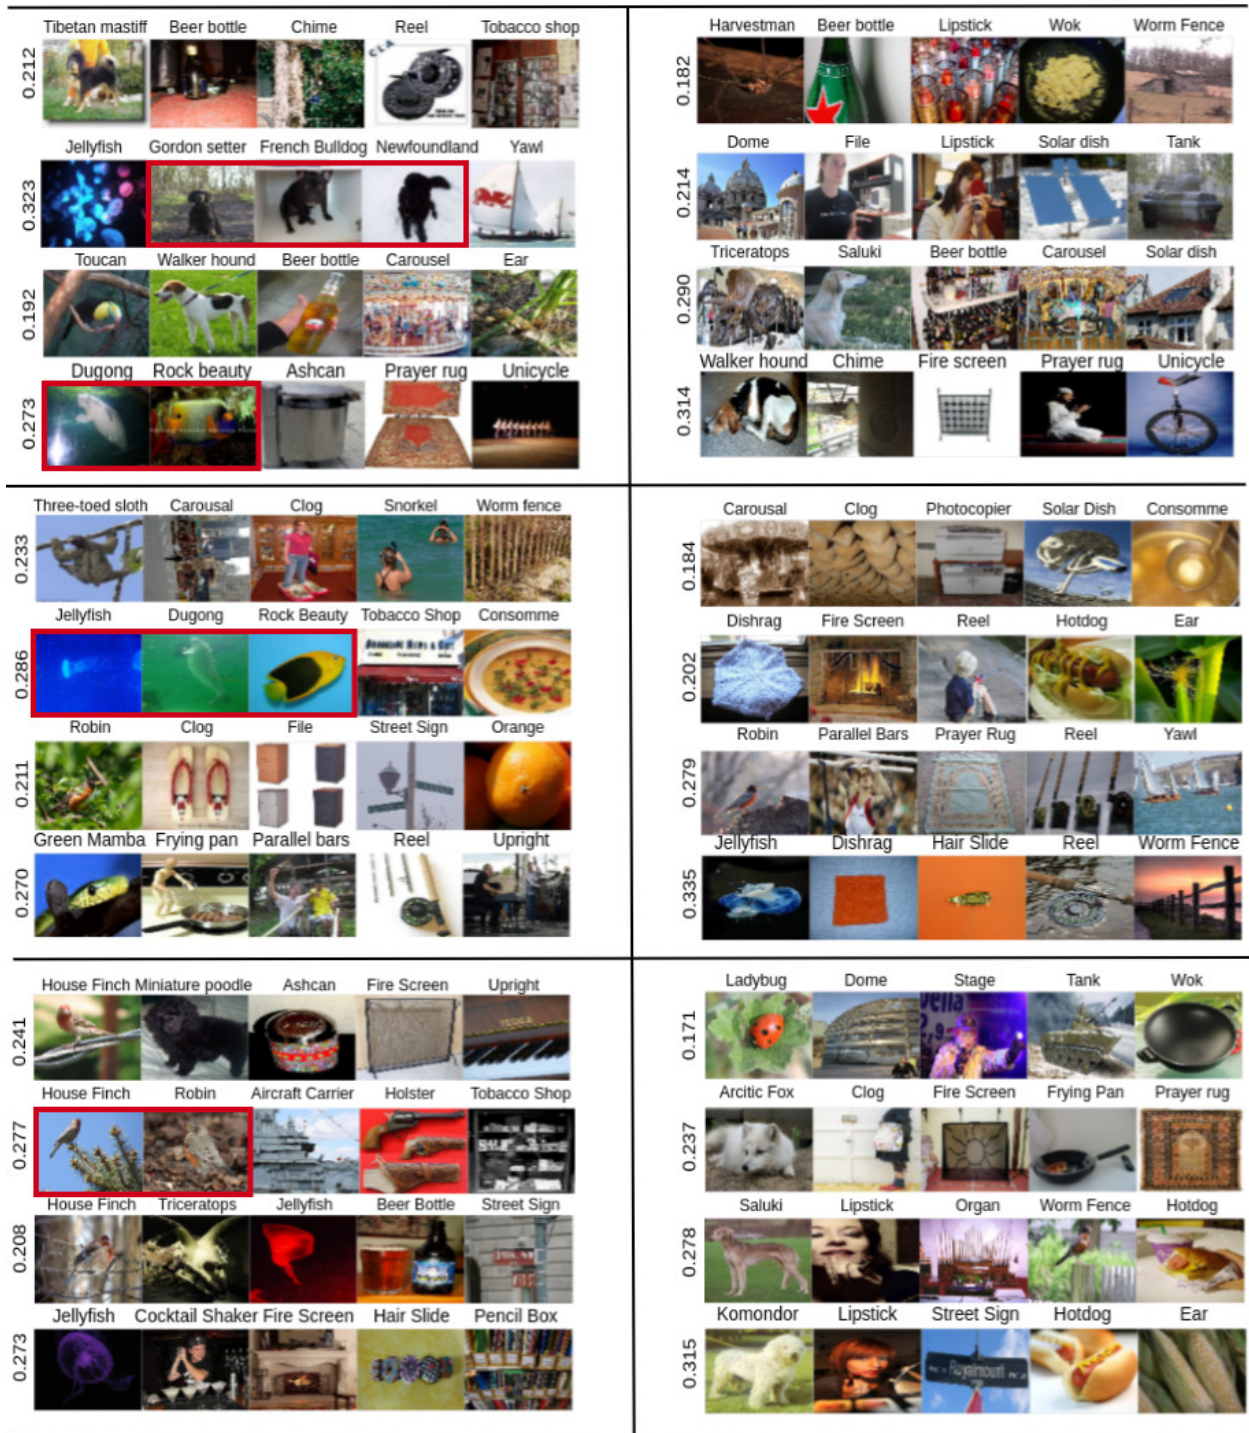 Tibetan mastiff Beer bottle Chime Reel Tobacco shop
0.212
Jellyfish Gordon setter French Bulldog Newfoundland Yawl
0.323
Toucan Walker hound Beer bottle Carousel Ear
0.192
Dugong Rock beauty Ashcan Prayer rug Unicycle
0.273
Harvestman Beer bottle Lipstick Wok Worm Fence
0.182
Dome File Lipstick Solar dish Tank
0.214
Triceratops Saluki Beer bottle Carousel Solar dish
0.290
Walker hound Chime Fire screen Prayer rug Unicycle
0.314
Three-toed sloth Carousal Clog Snorkel Worm fence
0.233
Jellyfish Dugong Rock Beauty Tobacco Shop Consomme
0.286
Robin Clog File Street Sign Orange
0.211
Green Mamba Frying pan Parallel bars Reel Upright
0.270
Carousal Clog Photocopier Solar Dish Consomme
0.184
Dishrag Fire Screen Reel Hotdog Ear
0.202
Robin Parallel Bars Prayer Rug Reel Yawl
0.279
Jellyfish Dishrag Hair Slide Reel Worm Fence
0.335
House Finch Miniature poodle Ashcan Fire Screen Upright
0.241
House Finch Robin Aircraft Carrier Holster Tobacco Shop
0.277
House Finch Triceratops Jellyfish Beer Bottle Street Sign
0.208
Jellyfish Cocktail Shaker Fire Screen Hair Slide Pencil Box
0.273
Ladybug Dome Stage Tank Wok
0.171
Arcitic Fox Clog Fire Screen Frying Pan Prayer rug
0.237
Saluki Lipstick Organ Worm Fence Hotdog
0.278
Komondor Lipstick Street Sign Hotdog Ear
0.315